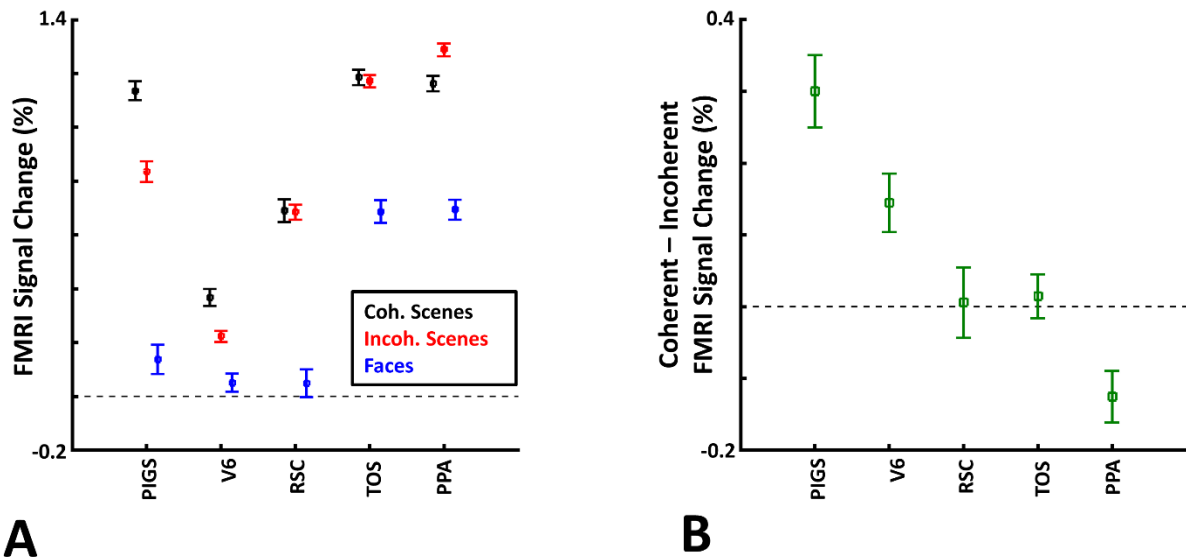 1.4
FMRI Signal Change (%)
-0.2
Coh. Scenes
Incoh. Scenes
Faces
PIGS
V6
RSC
TOS
PPA
A
0.4
Coherent – Incoherent
FMRI Signal Change (%)
-0.2
PIGS
V6
RSC
TOS
PPA
B